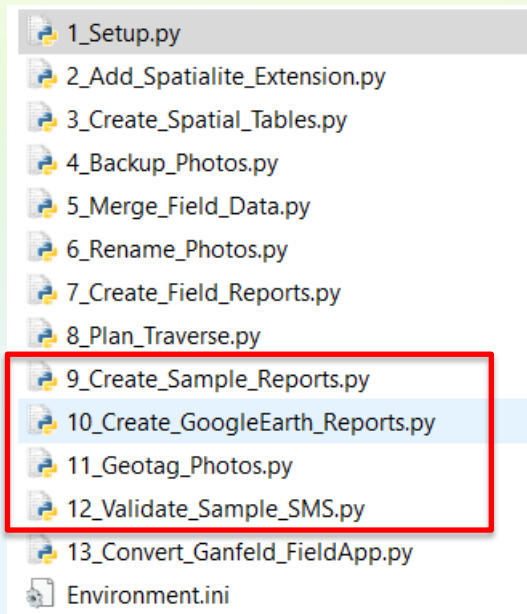 1_Setup.py
2_Add_Spatialite_Extension.py
3_Create_Spatial_Tables.py
4_Backup_Photos.py
5_Merge_Field_Data.py
6_Rename_Photos.py
7_Create_Field_Reports.py
8_Plan_Traverse.py
9_Create_Sample_Reports.py
10_Create_GoogleEarth_Reports.py
11_Geotag_Photos.py
12_Validate_Sample_SMS.py
13_Convert_Ganfeld_FieldApp.py
Environment.ini